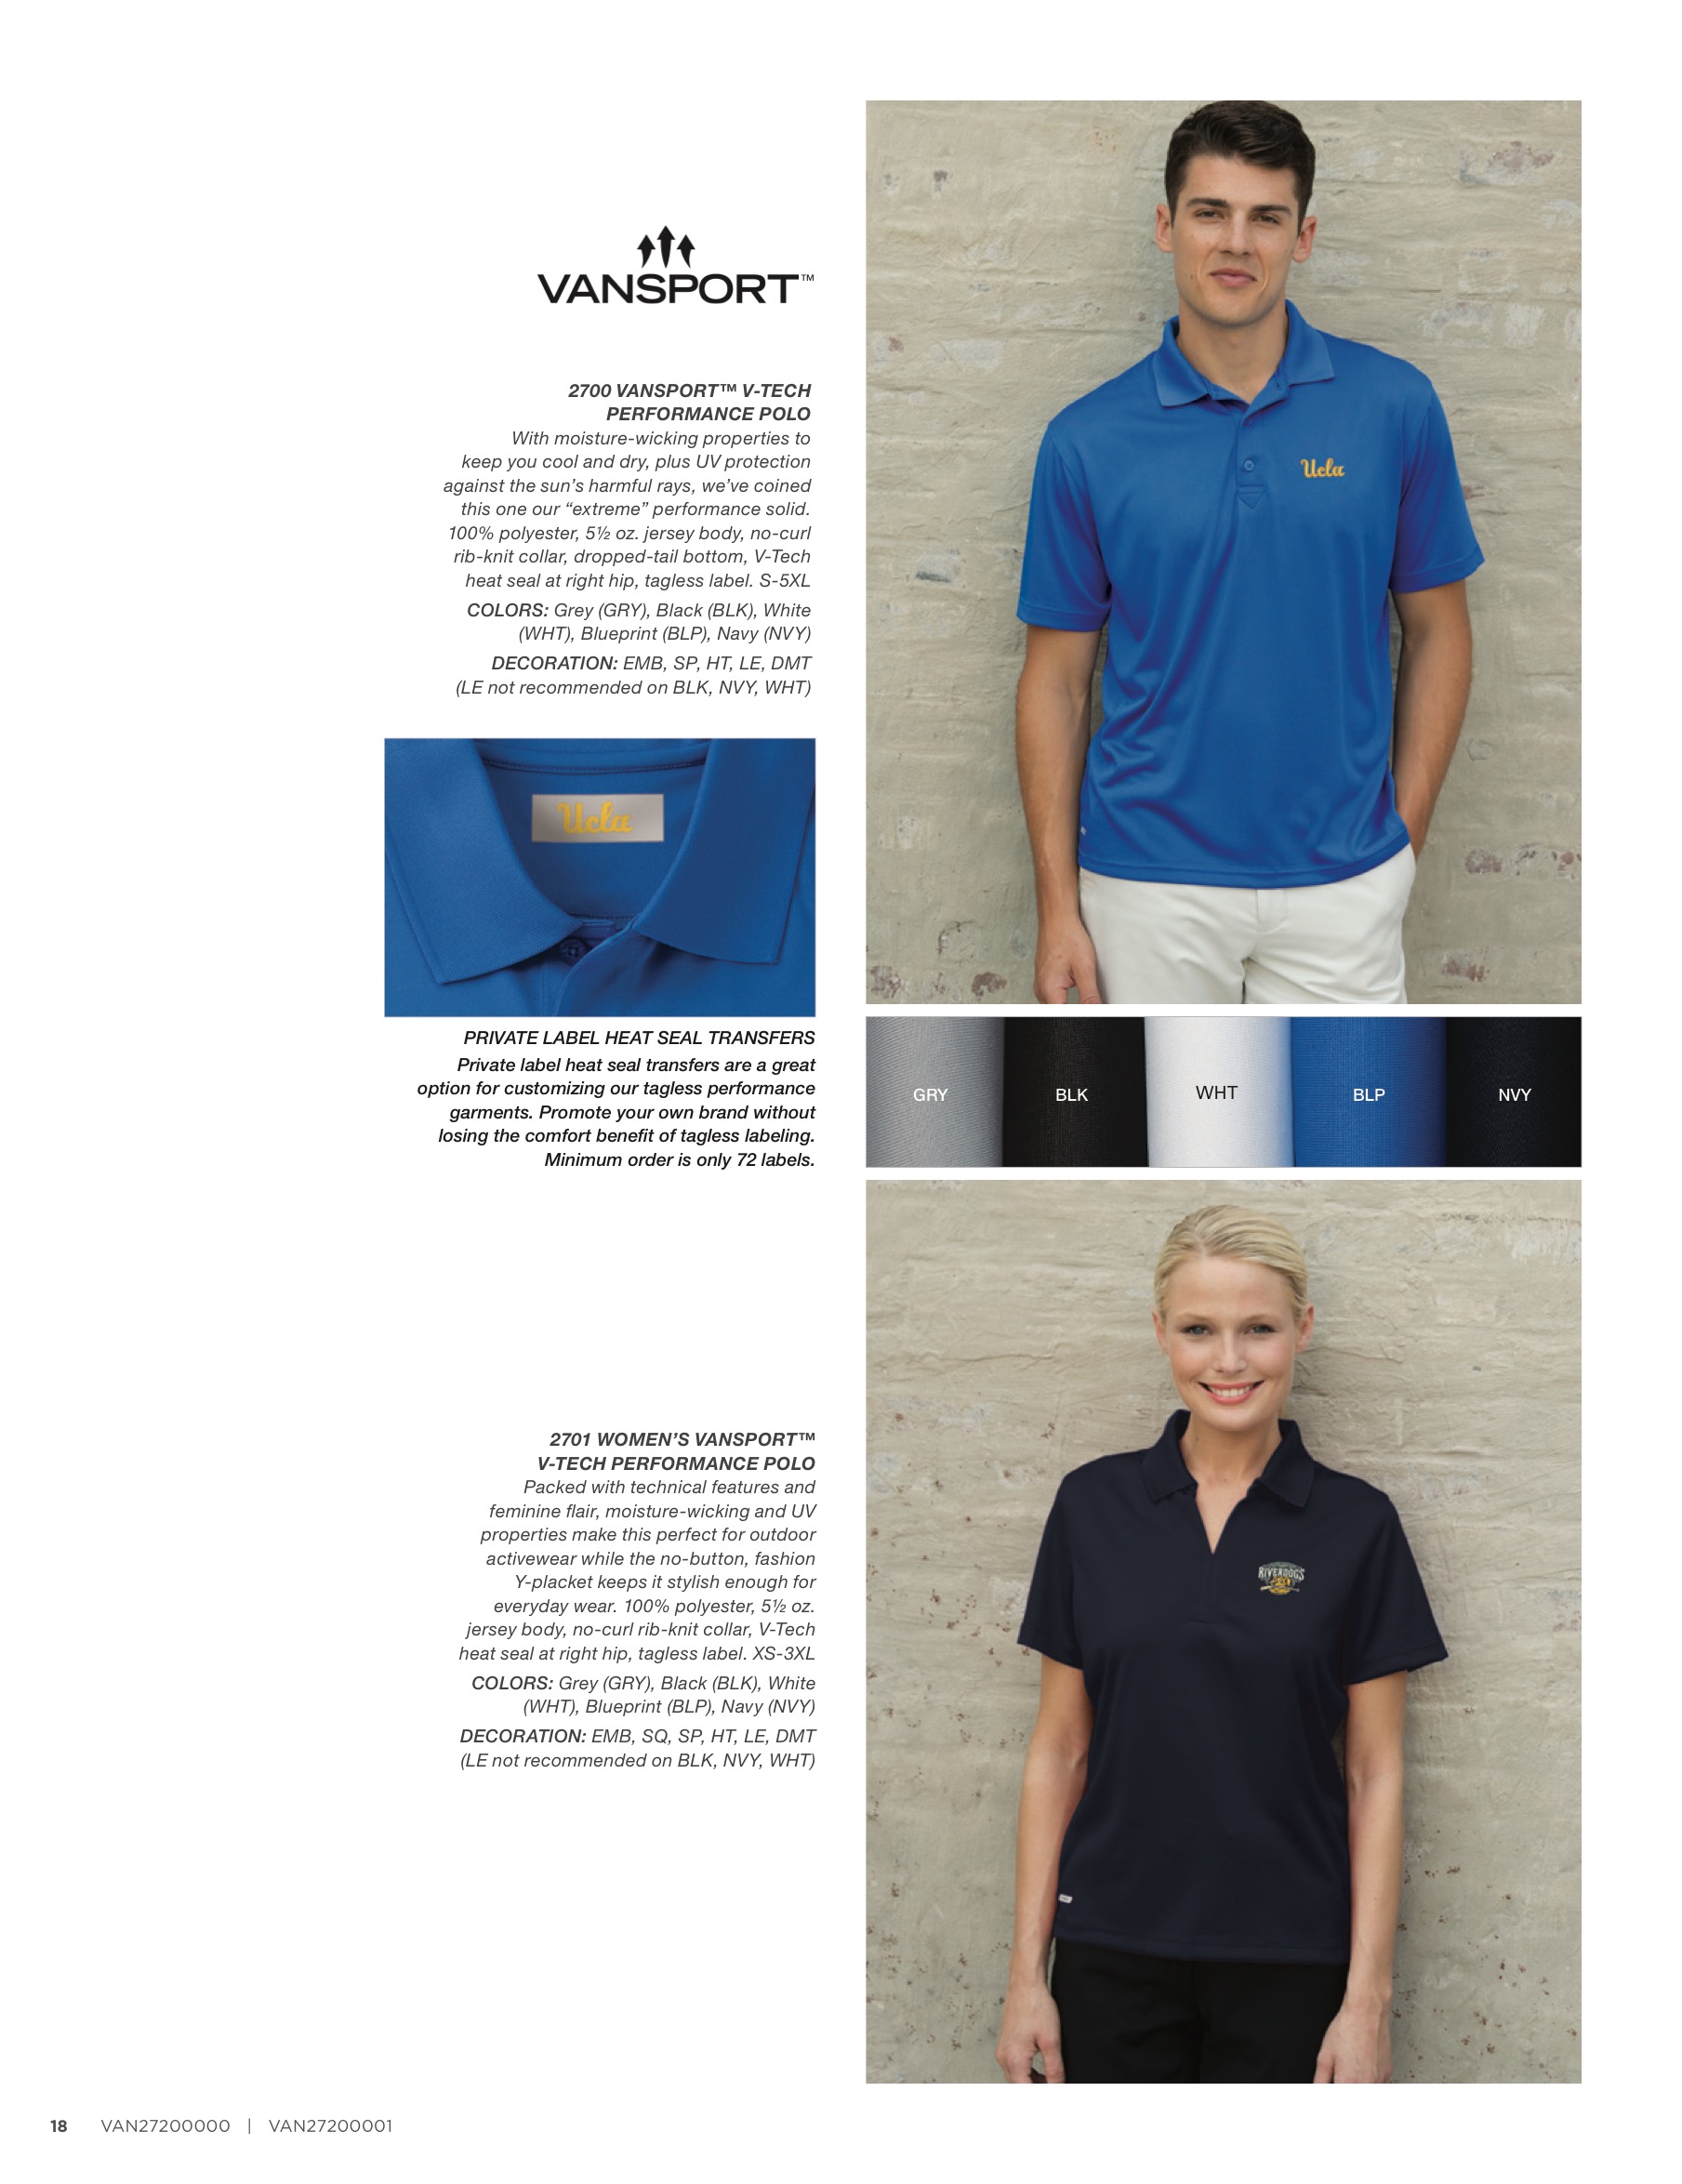 VANSPORT™
2700 VANSPORT™ V-TECH
PERFORMANCE POLO
With moisture-wicking properties to
keep you cool and dry, plus UV protection
against the sun's harmful rays, we've coined
this one our “extreme” performance solid.
100% polyester, 5½ oz. jersey body, no-curl
rib-knit collar, dropped-tail bottom, V-Tech
heat seal at right hip, tagless label. S-5XL
COLORS: Grey (GRY), Black (BLK), White
(WHT), Blueprint (BLP), Navy (NVY)
DECORATION: EMB, SP, HT, LE, DMT
(LE not recommended on BLK, NVY, WHT)
Ucla
Ucla
PRIVATE LABEL HEAT SEAL TRANSFERS
Private label heat seal transfers are a great
option for customizing our tagless performance
garments. Promote your own brand without
losing the comfort benefit of tagless labeling.
Minimum order is only 72 labels.
GRY BLK WHT BLP NVY
2701 WOMEN'S VANSPORT™
V-TECH PERFORMANCE POLO
Packed with technical features and
feminine flair, moisture-wicking and UV
properties make this perfect for outdoor
activewear while the no-button, fashion
Y-placket keeps it stylish enough for
everyday wear. 100% polyester, 5½ oz.
jersey body, no-curl rib-knit collar, V-Tech
heat seal at right hip, tagless label. XS-3XL
COLORS: Grey (GRY), Black (BLK), White
(WHT), Blueprint (BLP), Navy (NVY)
DECORATION: EMB, SQ, SP, HT, LE, DMT
(LE not recommended on BLK, NVY, WHT)
RIVERDOGS
18 VAN27200000 | VAN27200001